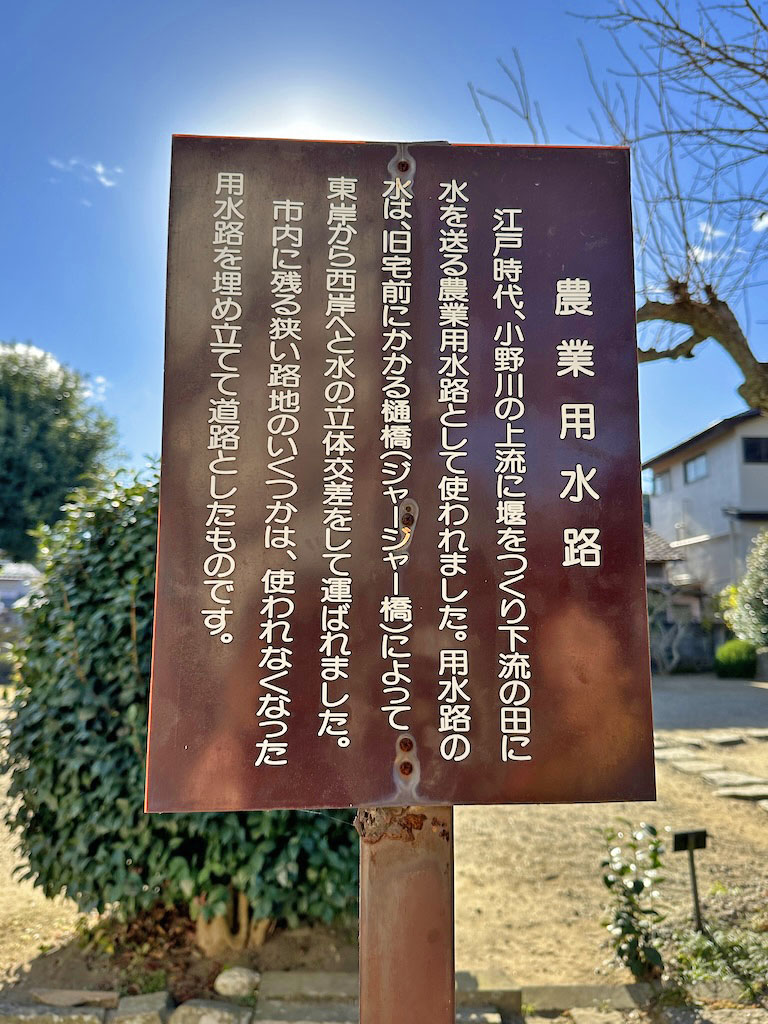 農業用水路
江戸時代、小野川の上流に堰をつくり下流の田に
水を送る農業用水路として使われました。用水路の
水は、旧宅前にかかる樋橋(ジャージャー橋)によって
東岸から西岸へと水の立体交差をして運ばれました。
市内に残る狭い路地のいくつかは、使われなくなった
用水路を埋め立てて道路としたものです。